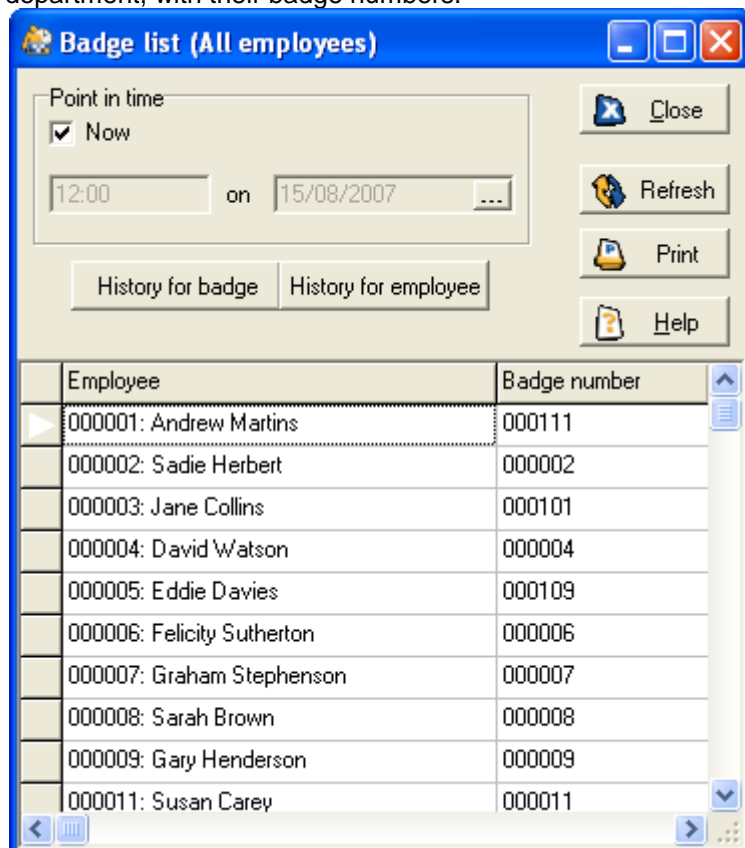 department, with their badge numbers.
Badge list (All employees)
Point in time
Now
12:00 on 15/08/2007 ...
Close
Refresh
Print
Help
History for badge History for employee
Employee Badge number
000001: Andrew Martins 000111
000002: Sadie Herbert 000002
000003: Jane Collins 000101
000004: David Watson 000004
000005: Eddie Davies 000109
000006: Felicity Sutherton 000006
000007: Graham Stephenson 000007
000008: Sarah Brown 000008
000009: Gary Henderson 000009
000011: Susan Carey 000011